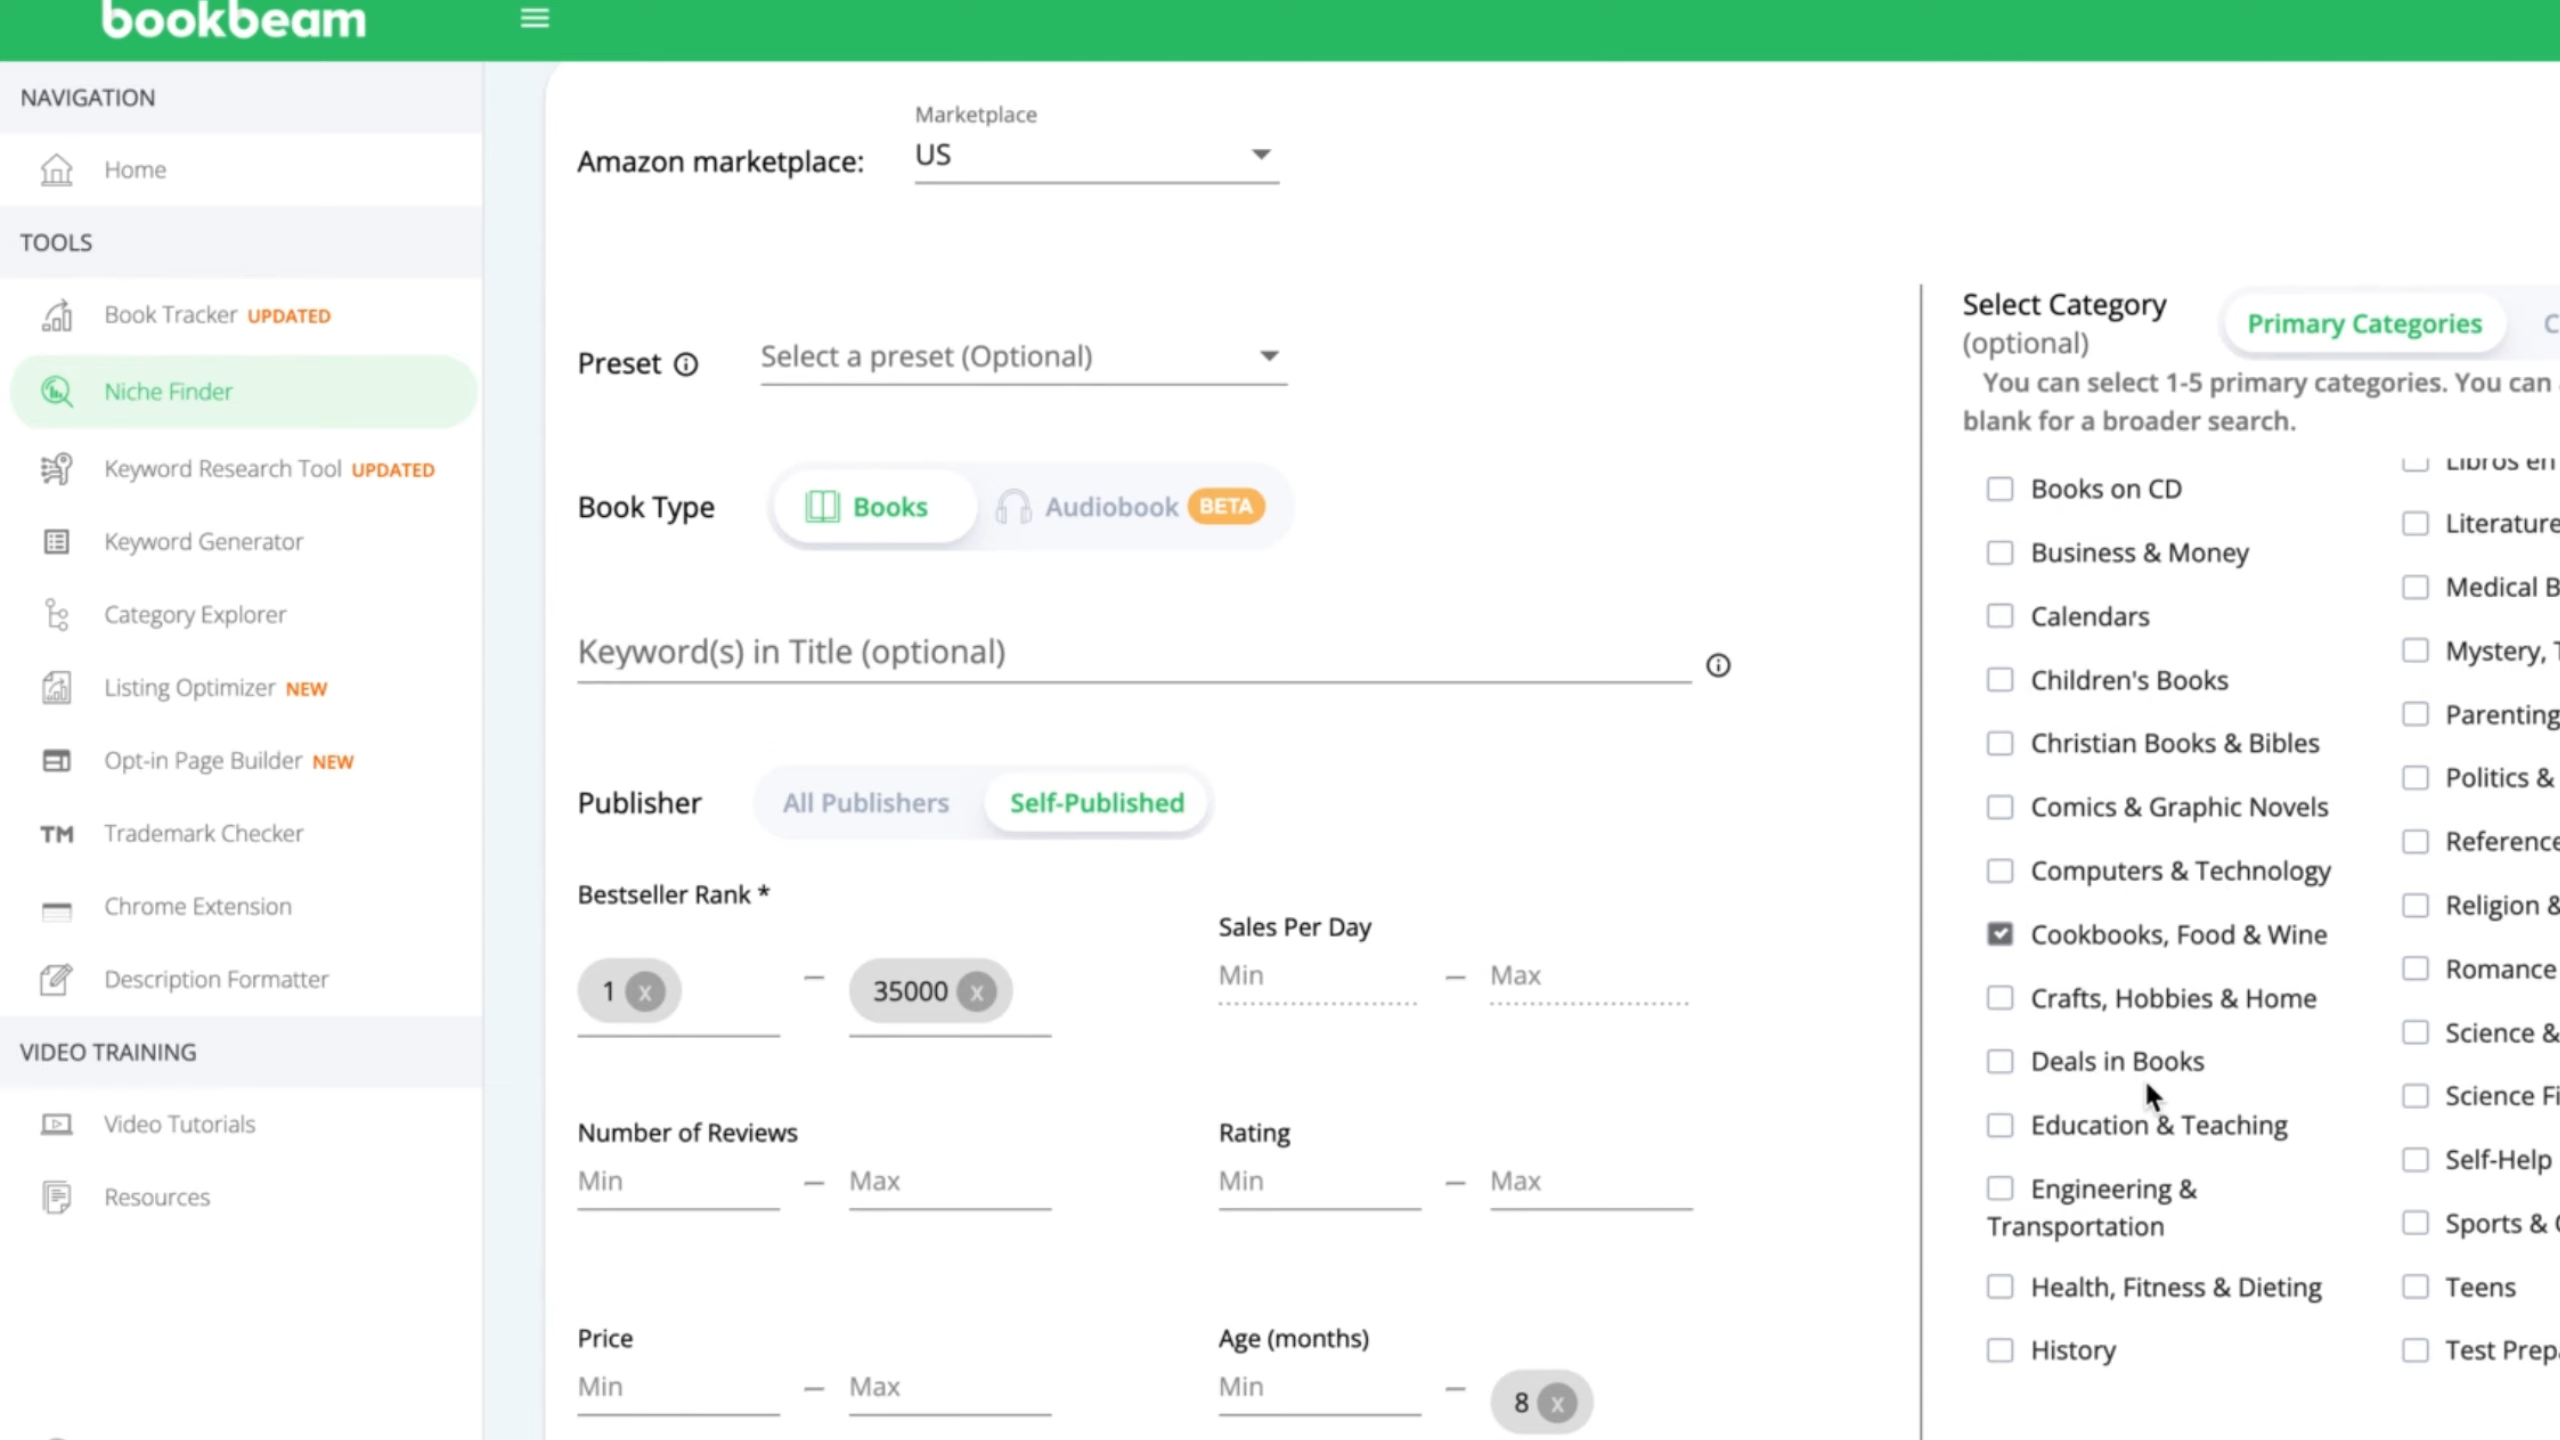 bookbeam
NAVIGATION
Home
TOOLS
Book Tracker UPDATED
Niche Finder
Keyword Research Tool UPDATED
Keyword Generator
Category Explorer
Listing Optimizer NEW
Opt-in Page Builder NEW
TM Trademark Checker
Chrome Extension
Description Formatter
VIDEO TRAINING
Video Tutorials
Resources
Marketplace
Amazon marketplace: US
Preset Select a preset (Optional)
Book Type Books Audiobook BETA
Keyword(s) in Title (optional)
Publisher All Publishers Self-Published
Bestseller Rank *
1 x – 35000 x
Sales Per Day
Min – Max
Number of Reviews
Min – Max
Rating
Min – Max
Price
Min – Max
Age (months)
Min – 8 x
Select Category
(optional)
Primary Categories
You can select 1-5 primary categories. You can
blank for a broader search.
Books on CD
Business & Money
Calendars
Children's Books
Christian Books & Bibles
Comics & Graphic Novels
Computers & Technology
Cookbooks, Food & Wine
Crafts, Hobbies & Home
Deals in Books
Education & Teaching
Engineering &
Transportation
Health, Fitness & Dieting
History
Libros en
Literature
Medical B
Mystery, T
Parenting
Politics &
Reference
Religion &
Romance
Science &
Science Fi
Self-Help
Sports &
Teens
Test Prep